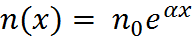 n(x) = n₀e^{αx}